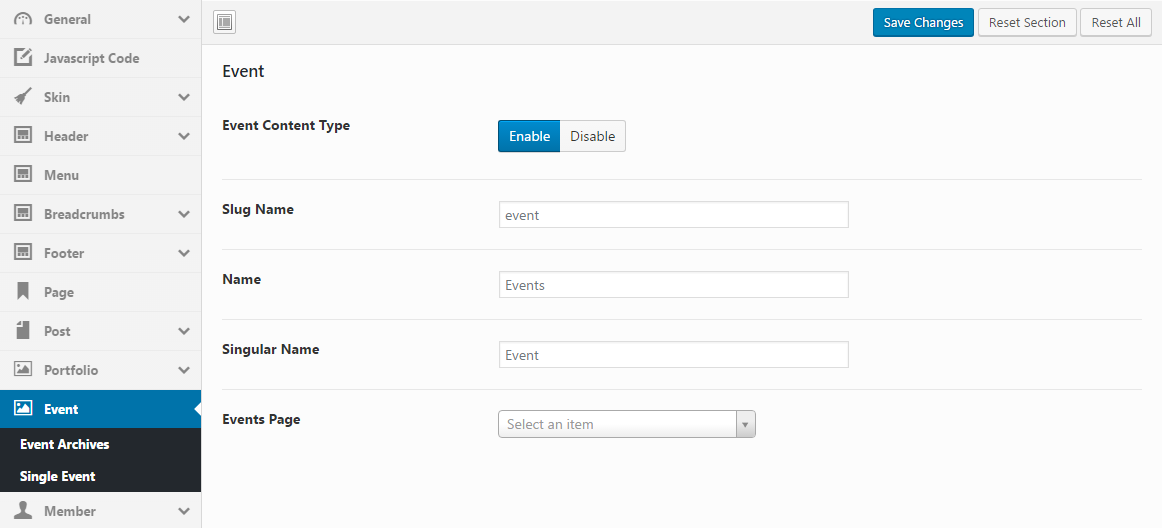 General
Javascript Code
Skin
Header
Menu
Breadcrumbs
Footer
Page
Post
Portfolio
Event
Event Archives
Single Event
Member
Save Changes Reset Section Reset All
Event
Event Content Type Enable Disable
Slug Name event
Name Events
Singular Name Event
Events Page Select an item